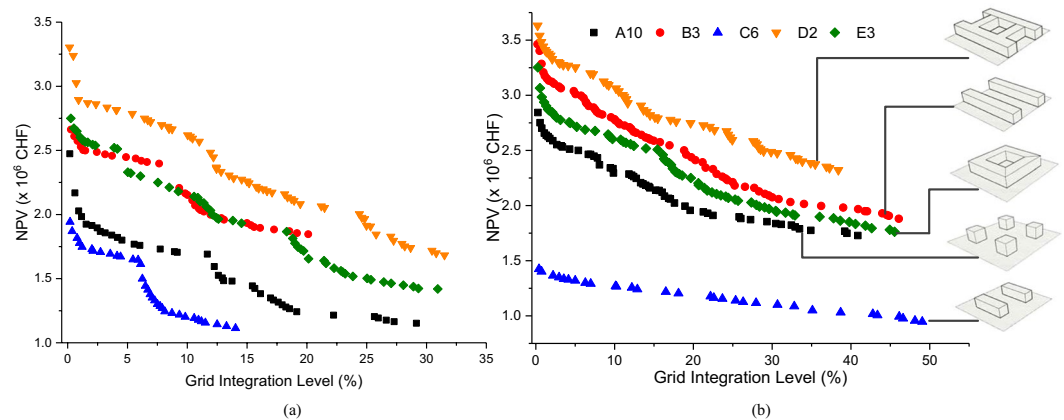 NPV (x 10⁶ CHF)
3.5
3.0
2.5
2.0
1.5
1.0
0 5 10 15 20 25 30 35
Grid Integration Level (%)
(a)
A10 B3 C6 D2 E3
NPV (x 10⁶ CHF)
3.5
3.0
2.5
2.0
1.5
1.0
0 10 20 30 40 50
Grid Integration Level (%)
(b)